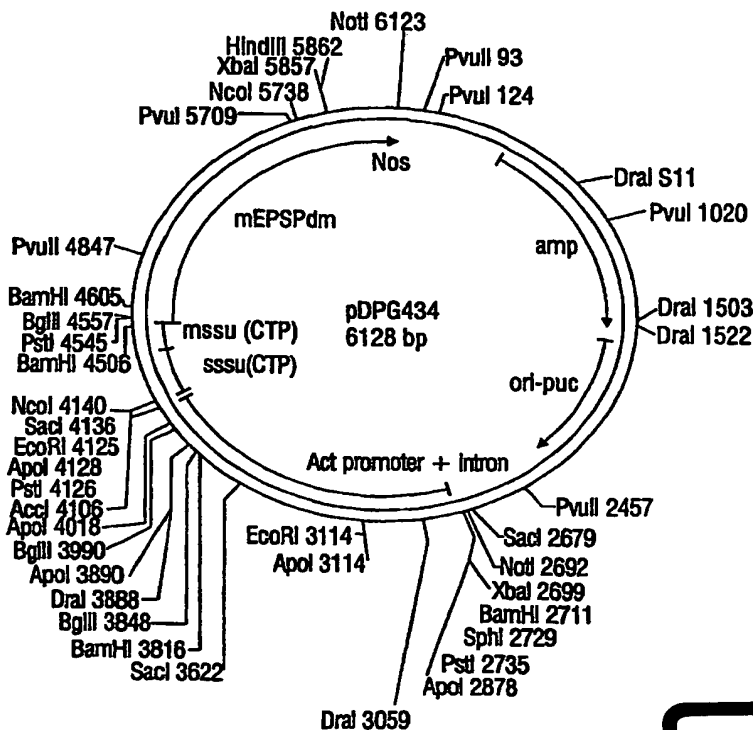 NotI 6123
HindIII 5862
XbaI 5857
NcoI 5738
PvuI 5709
PvuII 93
PvuI 124
Nos
DraI S11
PvuI 1020
mEPSPdm
amp
PvuII 4847
BamHI 4605
BglII 4557
PstI 4545
BamHI 4506
mssu (CTP)
sssu(CTP)
pDPG434
6128 bp
DraI 1503
DraI 1522
ori-puc
NcoI 4140
SacI 4136
EcoRI 4125
ApoI 4128
PstI 4126
AccI 4106
ApoI 4018
BglII 3990
ApoI 3890
DraI 3888
BglII 3848
BamHI 3816
SacI 3622
Act promoter + intron
EcoRI 3114
ApoI 3114
PvuII 2457
SacI 2679
NotI 2692
XbaI 2699
BamHI 2711
SphI 2729
PstI 2735
ApoI 2878
DraI 3059